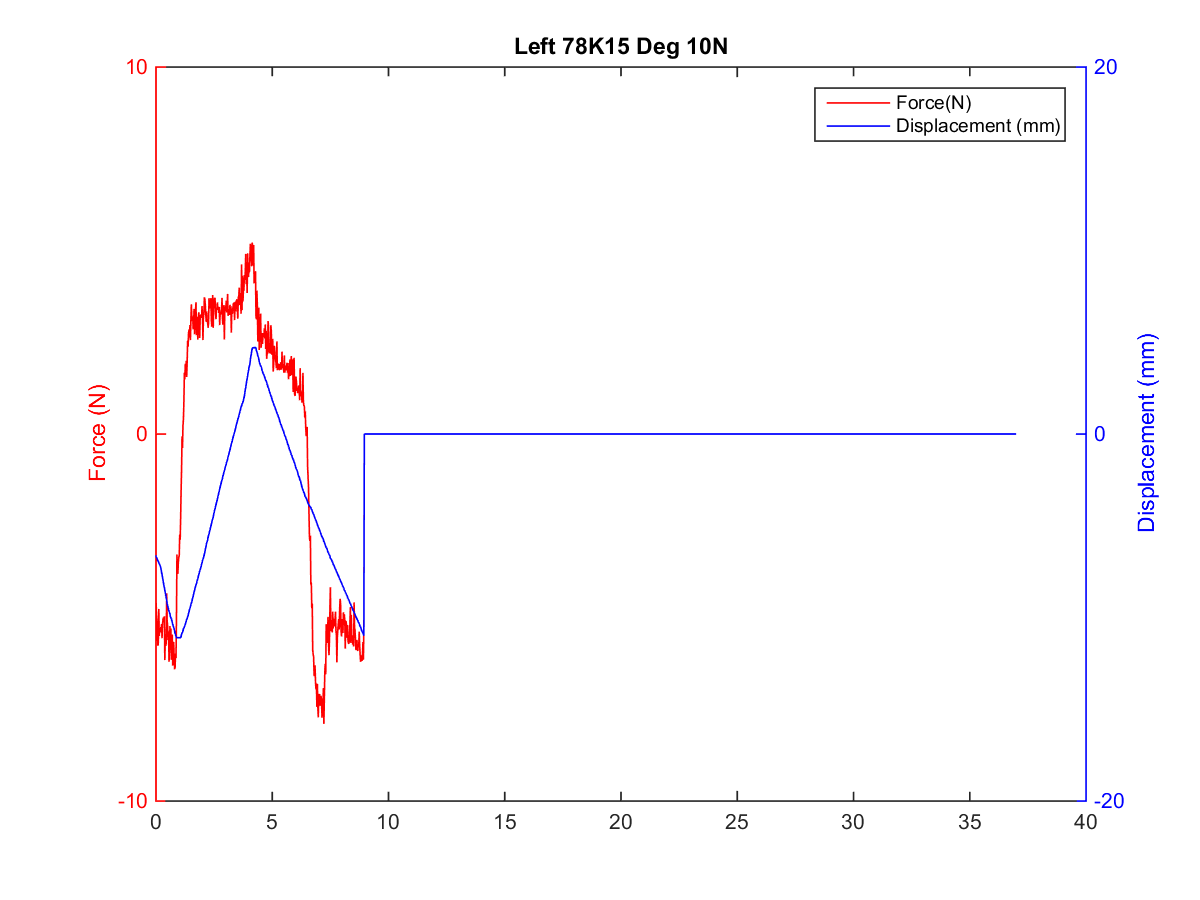 Left 78K15 Deg 10N
Force(N)
Displacement (mm)
10
0
-10
Force (N)
20
0
-20
Displacement (mm)
0 5 10 15 20 25 30 35 40